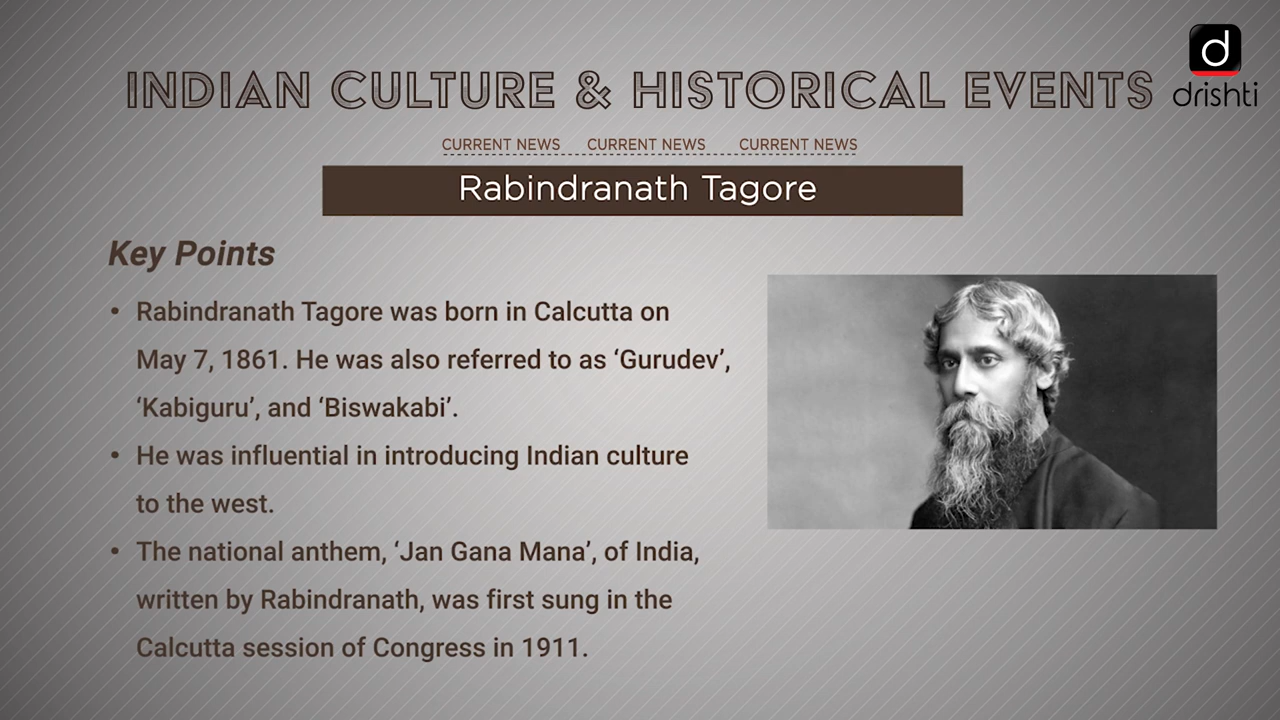 d
drishti
INDIAN CULTURE & HISTORICAL EVENTS
CURRENT NEWS CURRENT NEWS CURRENT NEWS
Rabindranath Tagore
Key Points
• Rabindranath Tagore was born in Calcutta on
May 7, 1861. He was also referred to as ‘Gurudev’,
‘Kabiguru’, and ‘Biswakabi’.
• He was influential in introducing Indian culture
to the west.
• The national anthem, ‘Jan Gana Mana’, of India,
written by Rabindranath, was first sung in the
Calcutta session of Congress in 1911.